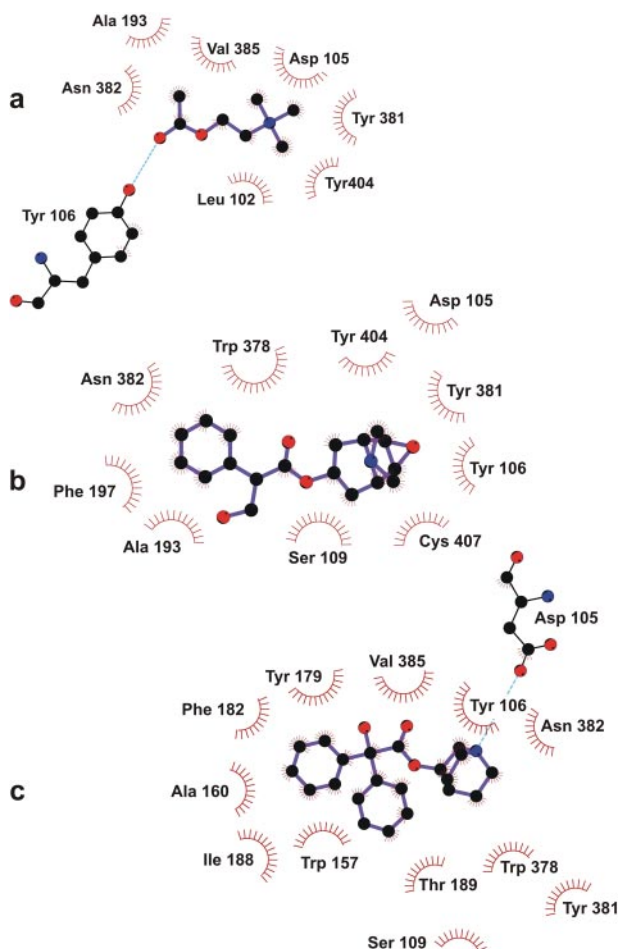 Ala 193
Val 385
Asp 105
a
Asn 382
Tyr 381
Leu 102
Tyr404
Tyr 106
Asp 105
Trp 378
Tyr 404
Asn 382
Tyr 381
b
Phe 197
Tyr 106
Ala 193
Ser 109
Cys 407
Asp 105
Tyr 179
Val 385
Phe 182
Tyr 106
Asn 382
c
Ala 160
Ile 188
Trp 157
Thr 189
Trp 378
Tyr 381
Ser 109